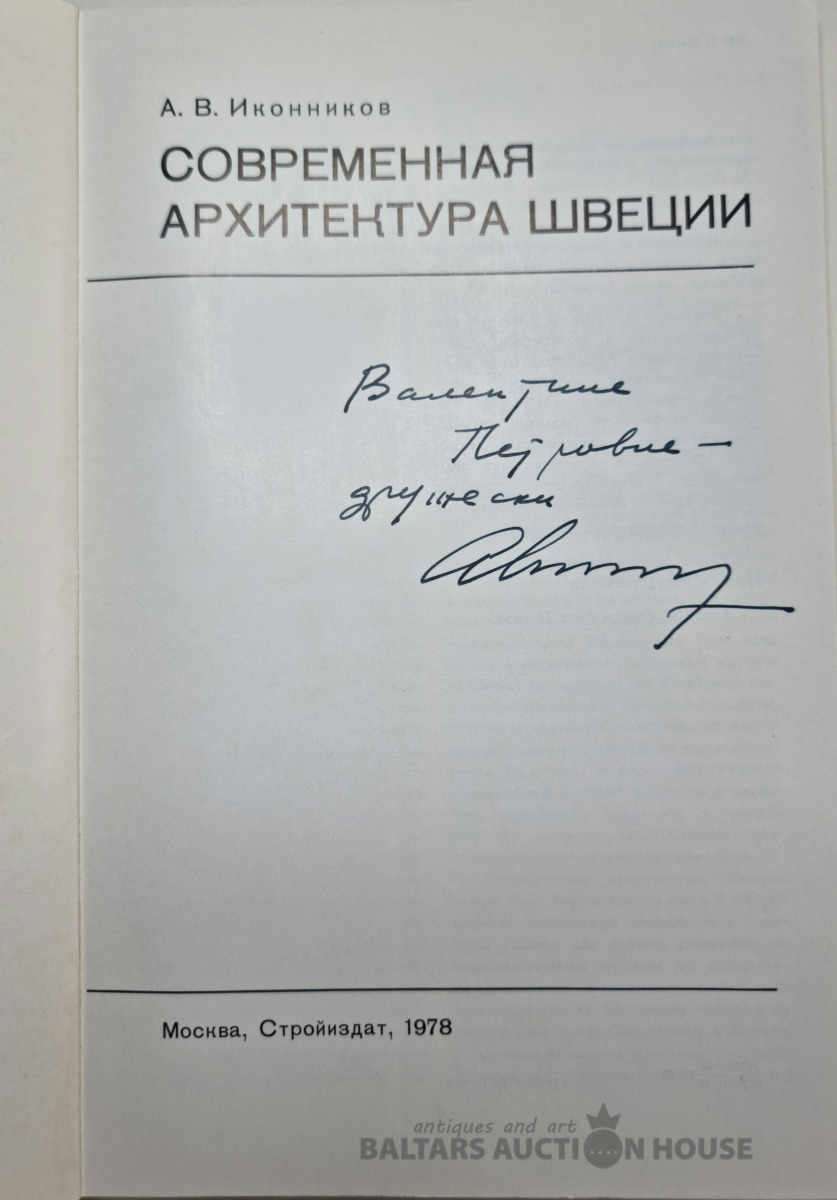 А. В. Иконников
СОВРЕМЕННАЯ
АРХИТЕКТУРА ШВЕЦИИ
Валентине
Петровне —
дружески
Москва, Стройиздат, 1978
antiques and art
BALTARS AUCTION HOUSE